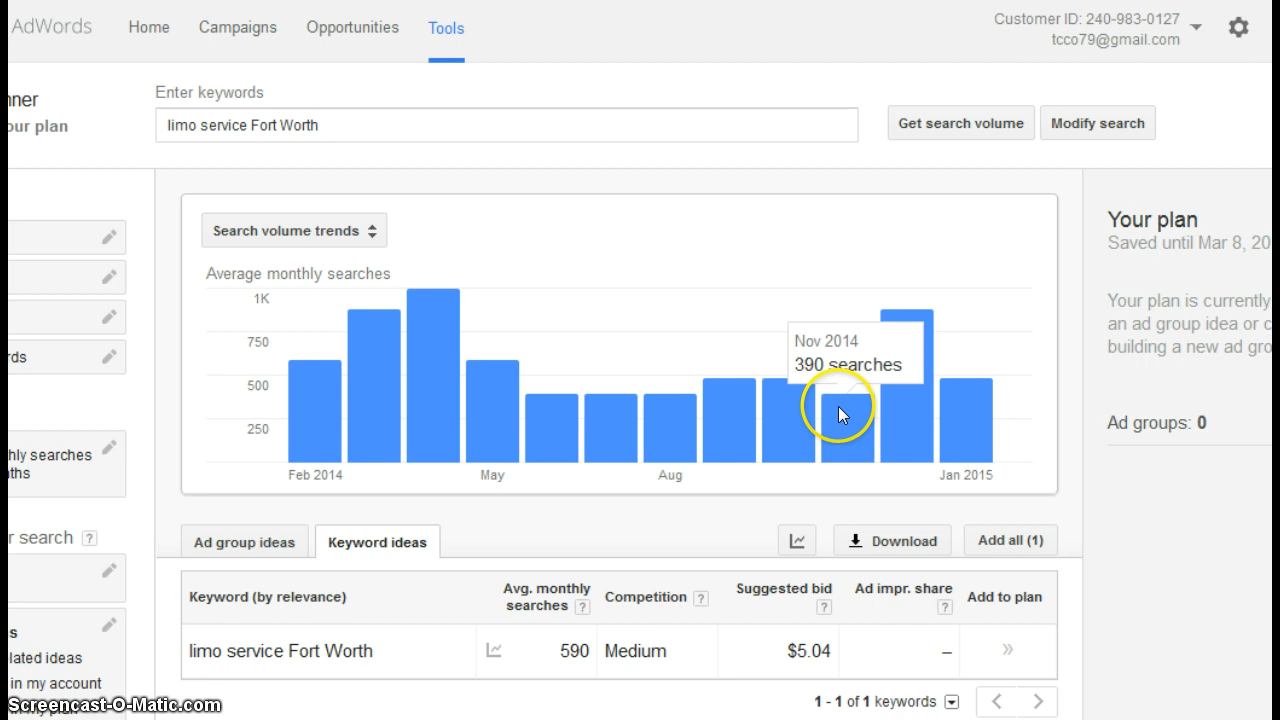 AdWords Home Campaigns Opportunities Tools
Customer ID: 240-983-0127
tcco79@gmail.com
nner
our plan
Enter keywords
limo service Fort Worth
Get search volume Modify search
Search volume trends
Average monthly searches
1K
750
500
250
Nov 2014
390 searches
Feb 2014 May Aug Jan 2015
Your plan
Saved until Mar 8, 20
Your plan is currently
an ad group idea or c
building a new ad gro
Ad groups: 0
rds
hly searches
ths
r search ?
s
lated ideas
in my account
Ad group ideas Keyword ideas Download Add all (1)
Keyword (by relevance) Avg. monthly searches ? Competition ? Suggested bid ? Ad impr. share ? Add to plan
limo service Fort Worth 590 Medium $5.04 –
1 - 1 of 1 keywords
Screencast-O-Matic.com